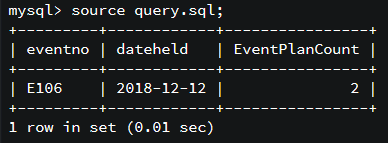 mysql> source query.sql;
+---------+------------+----------------+
| eventno | dateheld | EventPlanCount |
+---------+------------+----------------+
| E106 | 2018-12-12 | 2 |
+---------+------------+----------------+
1 row in set (0.01 sec)